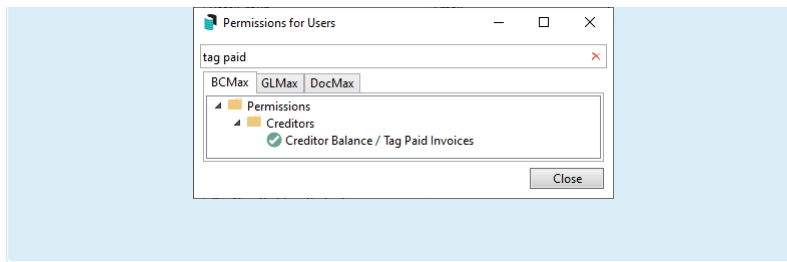 Permissions for Users
tag paid
BCMax GLMax DocMax
Permissions
Creditors
Creditor Balance / Tag Paid Invoices
Close